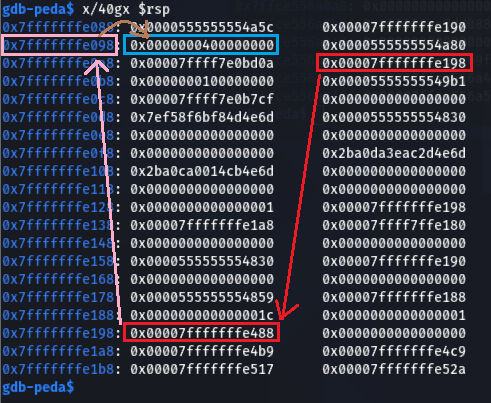 gdb-peda$ x/40gx $rsp
0x7fffffffe088: 0x0000555555554a5c 0x00007fffffffe190
0x7fffffffe098: 0x0000000400000000 0x0000555555554a80
0x7fffffffe0a8: 0x00007ffff7e0bd0a 0x00007fffffffe198
0x7fffffffe0b8: 0x0000000100000000 0x00005555555549b1
0x7fffffffe0c8: 0x00007ffff7e0b7cf 0x0000000000000000
0x7fffffffe0d8: 0x7ef58f6bf84d4e6d 0x0000555555554830
0x7fffffffe0e8: 0x0000000000000000 0x0000000000000000
0x7fffffffe0f8: 0x0000000000000000 0x2ba0da3eac2d4e6d
0x7fffffffe108: 0x2ba0ca0014cb4e6d 0x0000000000000000
0x7fffffffe118: 0x0000000000000000 0x0000000000000000
0x7fffffffe128: 0x0000000000000001 0x00007fffffffe198
0x7fffffffe138: 0x00007fffffffe1a8 0x00007ffff7ffe180
0x7fffffffe148: 0x0000000000000000 0x0000000000000000
0x7fffffffe158: 0x0000555555554830 0x00007fffffffe190
0x7fffffffe168: 0x0000000000000000 0x0000000000000000
0x7fffffffe178: 0x0000555555554859 0x00007fffffffe188
0x7fffffffe188: 0x000000000000001c 0x0000000000000001
0x7fffffffe198: 0x00007fffffffe488 0x0000000000000000
0x7fffffffe1a8: 0x00007fffffffe4b9 0x00007fffffffe4c9
0x7fffffffe1b8: 0x00007fffffffe517 0x00007fffffffe52a
gdb-peda$